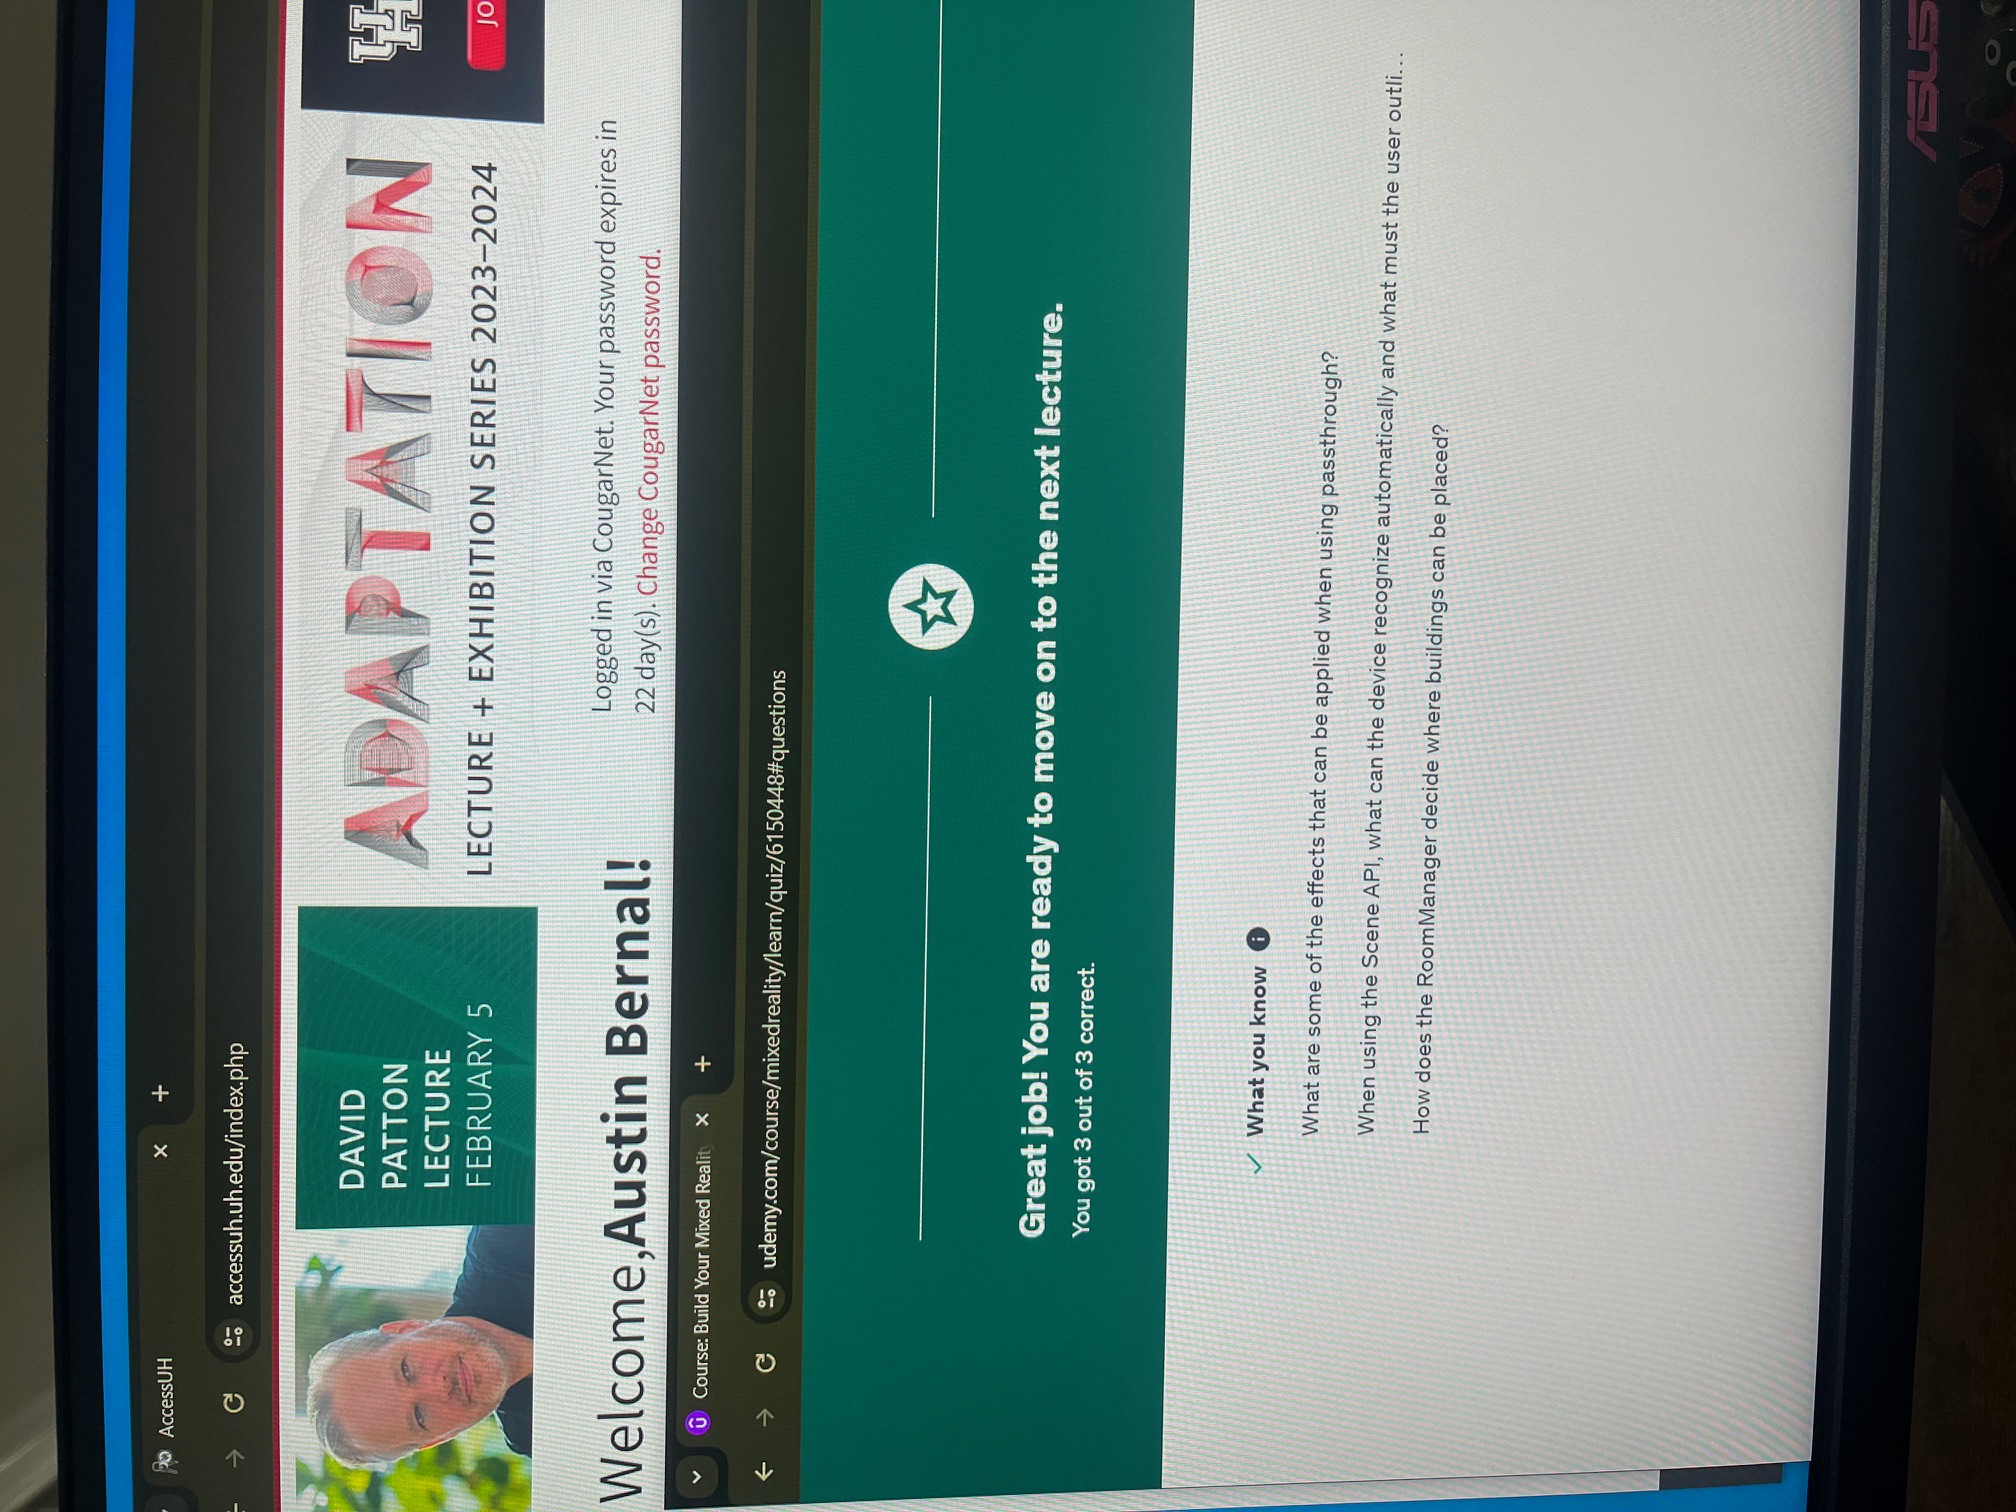 AccessUH
accessuh.uh.edu/index.php
DAVID
PATTON
LECTURE
FEBRUARY 5
ADAPTATION
LECTURE + EXHIBITION SERIES 2023–2024
UH
JO
Welcome,Austin Bernal!
Logged in via CougarNet. Your password expires in
22 day(s). Change CougarNet password.
Course: Build Your Mixed Reality
udemy.com/course/mixedreality/learn/quiz/6150448#questions
Great job! You are ready to move on to the next lecture.
You got 3 out of 3 correct.
What you know
What are some of the effects that can be applied when using passthrough?
When using the Scene API, what can the device recognize automatically and what must the user outli...
How does the RoomManager decide where buildings can be placed?
ASUS